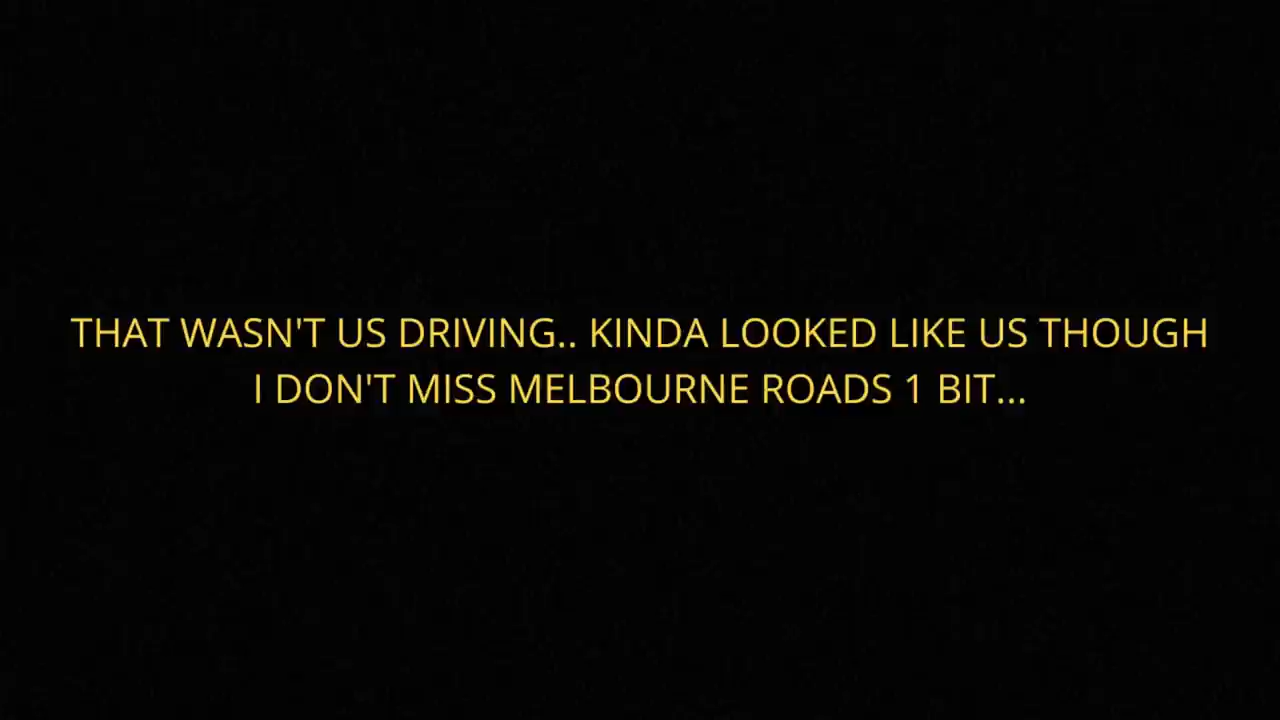 THAT WASN'T US DRIVING.. KINDA LOOKED LIKE US THOUGH
I DON'T MISS MELBOURNE ROADS 1 BIT...